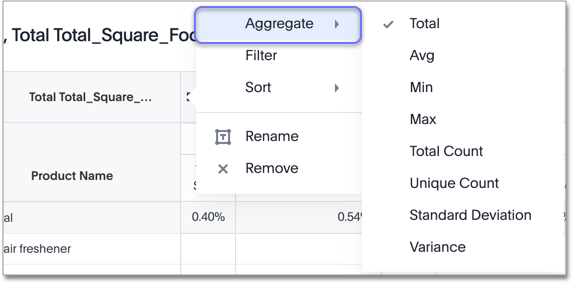 , Total Total_Square_Foo
Aggregate
Filter
Sort
Rename
Remove
Total
Avg
Min
Max
Total Count
Unique Count
Standard Deviation
Variance
Total Total_Square_...
Product Name
al
0.40%
0.54%
air freshener